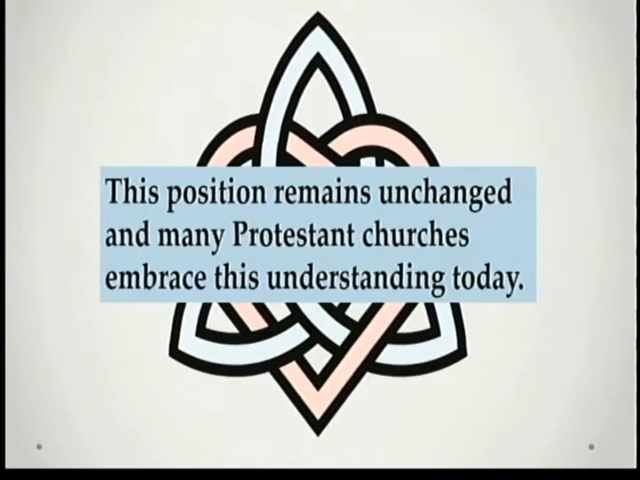 This position remains unchanged
and many Protestant churches
embrace this understanding today.